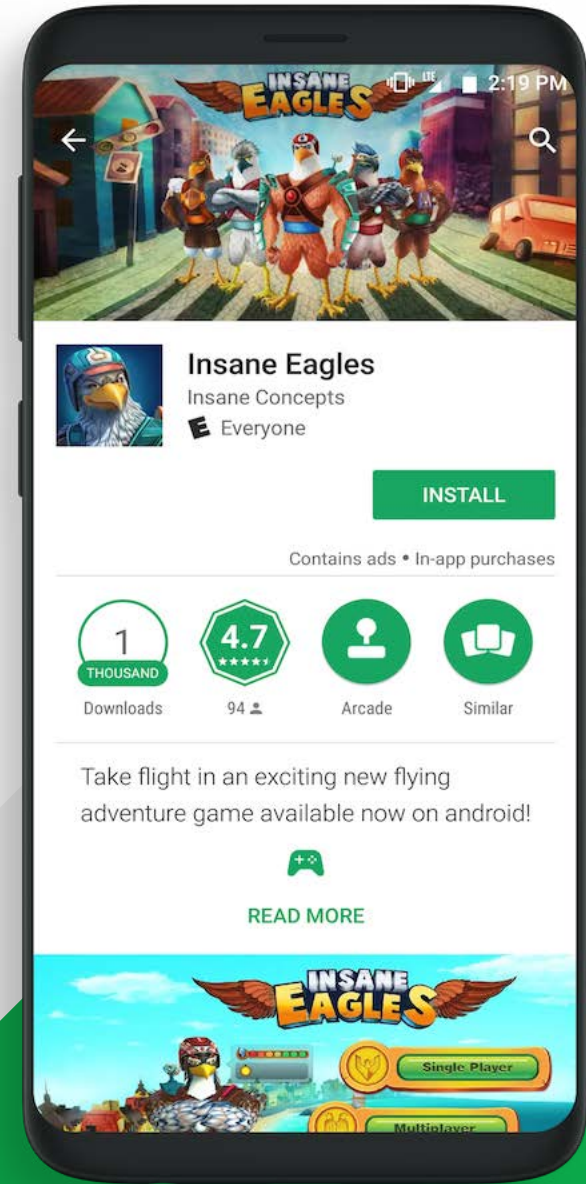 INSANE
EAGLES
LTE
2:19 PM
Insane Eagles
Insane Concepts
E Everyone
INSTALL
Contains ads • In-app purchases
1
THOUSAND
4.7
Downloads
94
Arcade
Similar
Take flight in an exciting new flying
adventure game available now on android!
READ MORE
INSANE
EAGLES
Single Player
Multiplayer